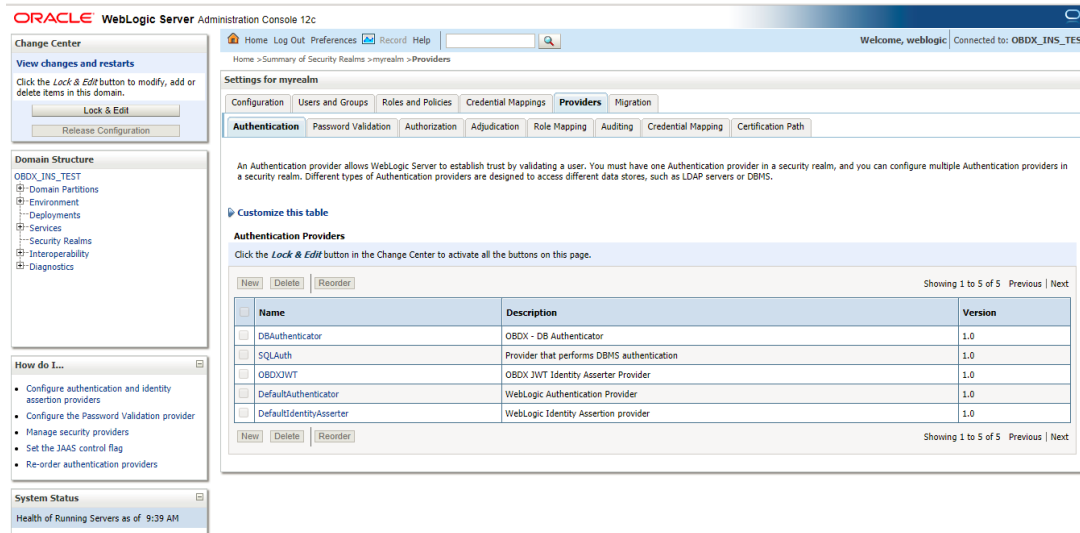 ORACLE WebLogic Server Administration Console 12c
Change Center
View changes and restarts
Click the Lock & Edit button to modify, add or
delete items in this domain.
Lock & Edit
Release Configuration
Domain Structure
OBDX_INS_TEST
Domain Partitions
Environment
Deployments
Services
Security Realms
Interoperability
Diagnostics
How do I...
Configure authentication and identity
assertion providers
Configure the Password Validation provider
Manage security providers
Set the JAAS control flag
Re-order authentication providers
System Status
Health of Running Servers as of 9:39 AM
Home Log Out Preferences Record Help
Welcome, weblogic Connected to: OBDX_INS_TES
Home >Summary of Security Realms >myrealm >Providers
Settings for myrealm
Configuration Users and Groups Roles and Policies Credential Mappings Providers Migration
Authentication Password Validation Authorization Adjudication Role Mapping Auditing Credential Mapping Certification Path
An Authentication provider allows WebLogic Server to establish trust by validating a user. You must have one Authentication provider in a security realm, and you can configure multiple Authentication providers in
a security realm. Different types of Authentication providers are designed to access different data stores, such as LDAP servers or DBMS.
Customize this table
Authentication Providers
Click the Lock & Edit button in the Change Center to activate all the buttons on this page.
New Delete Reorder Showing 1 to 5 of 5 Previous | Next
Name Description Version
DBAuthenticator OBDX - DB Authenticator 1.0
SQLAuth Provider that performs DBMS authentication 1.0
OBDXJWT OBDX JWT Identity Asserter Provider 1.0
DefaultAuthenticator WebLogic Authentication Provider 1.0
DefaultIdentityAsserter WebLogic Identity Assertion provider 1.0
New Delete Reorder Showing 1 to 5 of 5 Previous | Next